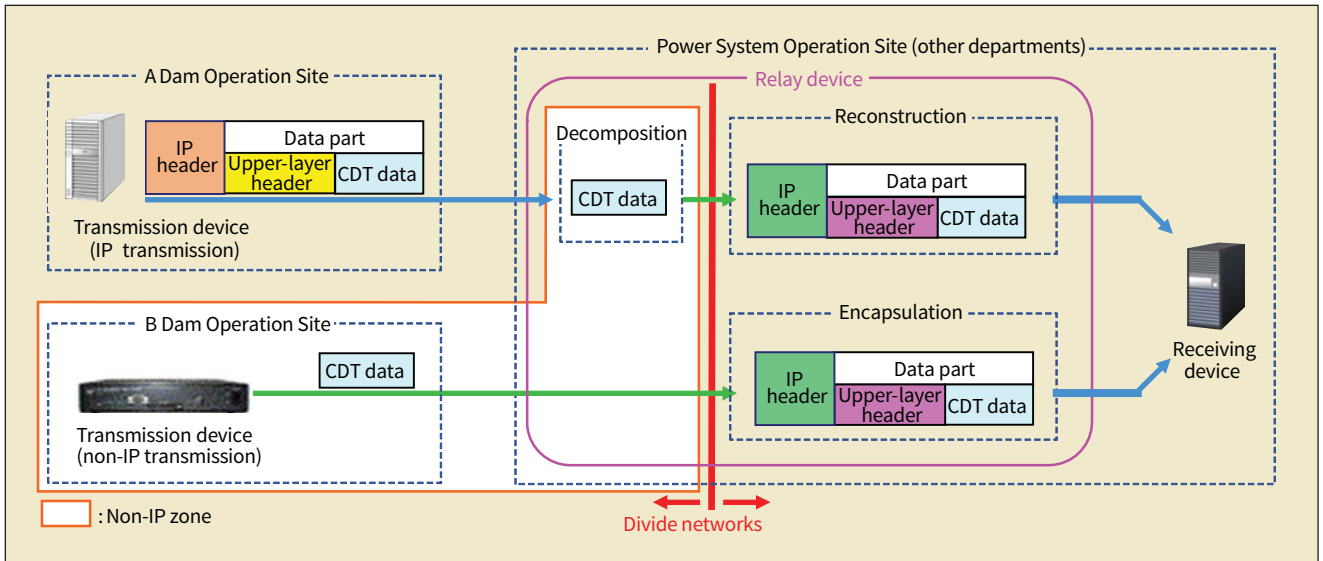 Power System Operation Site (other departments)
A Dam Operation Site
Relay device
IP
header
Data part
Upper-layer
header
CDT data
Transmission device
(IP transmission)
Decomposition
CDT data
Reconstruction
IP
header
Data part
Upper-layer
header
CDT data
B Dam Operation Site
CDT data
Transmission device
(non-IP transmission)
Encapsulation
IP
header
Data part
Upper-layer
header
CDT data
Receiving
device
: Non-IP zone
Divide networks